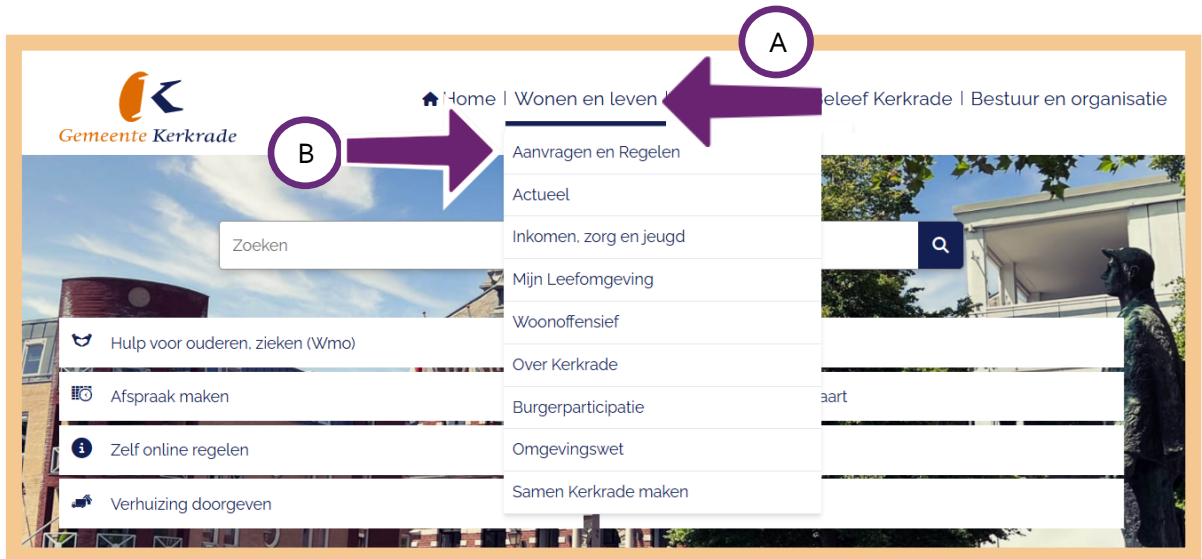 A
Home | Wonen en leven | eleef Kerkrade | Bestuur en organisatie
Gemeente Kerkrade
B
Aanvragen en Regelen
Actueel
Zoeken
Inkomen, zorg en jeugd
Mijn Leefomgeving
Woonoffensief
Hulp voor ouderen, zieken (Wmo)
Over Kerkrade
Afspraak maken
aart
Burgerparticipatie
Zelf online regelen
Omgevingswet
Samen Kerkrade maken
Verhuizing doorgeven